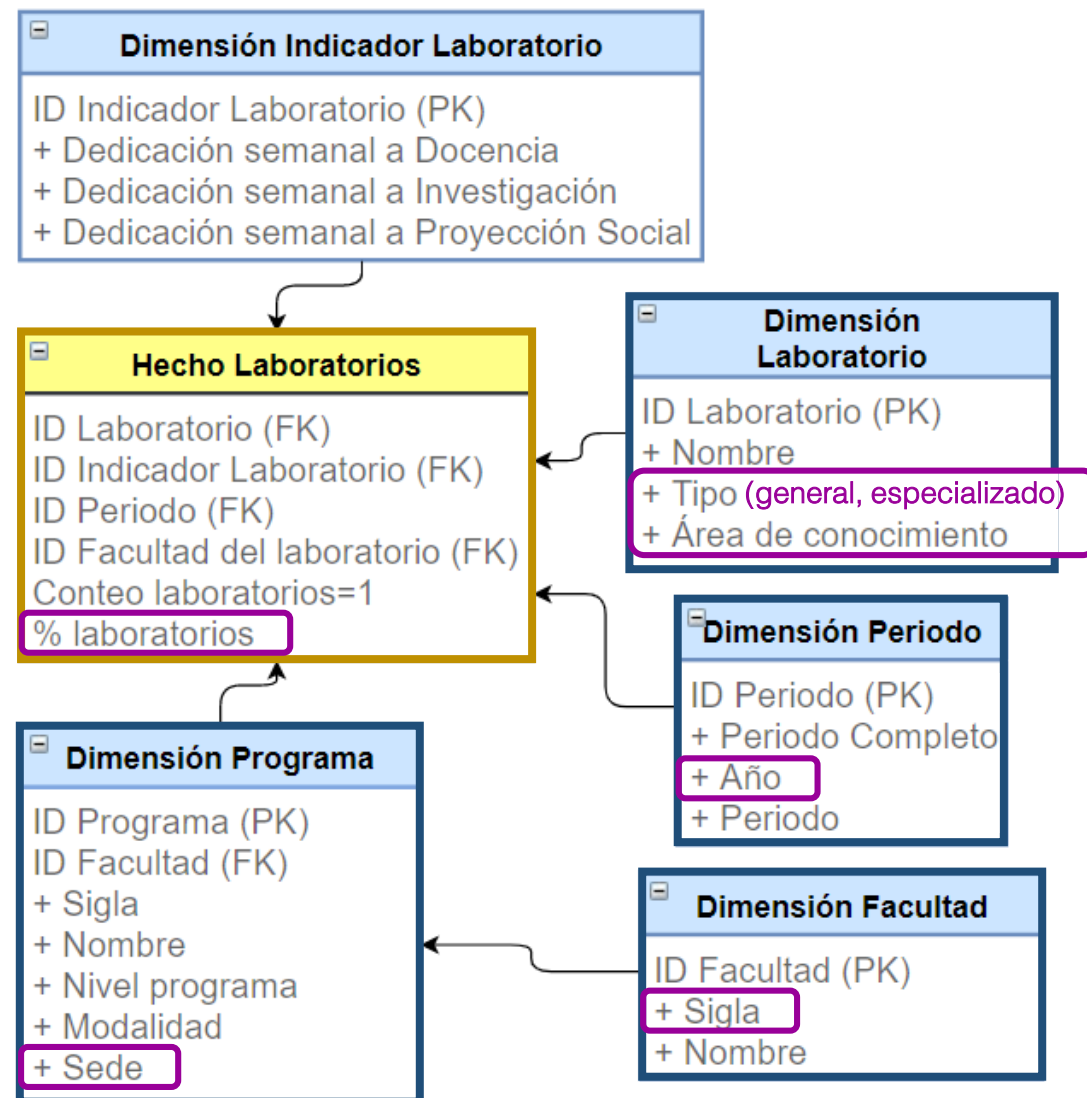 Dimensión Indicador Laboratorio
ID Indicador Laboratorio (PK)
+ Dedicación semanal a Docencia
+ Dedicación semanal a Investigación
+ Dedicación semanal a Proyección Social
Hecho Laboratorios
ID Laboratorio (FK)
ID Indicador Laboratorio (FK)
ID Periodo (FK)
ID Facultad del laboratorio (FK)
Conteo laboratorios=1
% laboratorios
Dimensión
Laboratorio
ID Laboratorio (PK)
+ Nombre
+ Tipo (general, especializado)
+ Área de conocimiento
Dimensión Periodo
ID Periodo (PK)
+ Periodo Completo
+ Año
+ Periodo
Dimensión Programa
ID Programa (PK)
ID Facultad (FK)
+ Sigla
+ Nombre
+ Nivel programa
+ Modalidad
+ Sede
Dimensión Facultad
ID Facultad (PK)
+ Sigla
+ Nombre